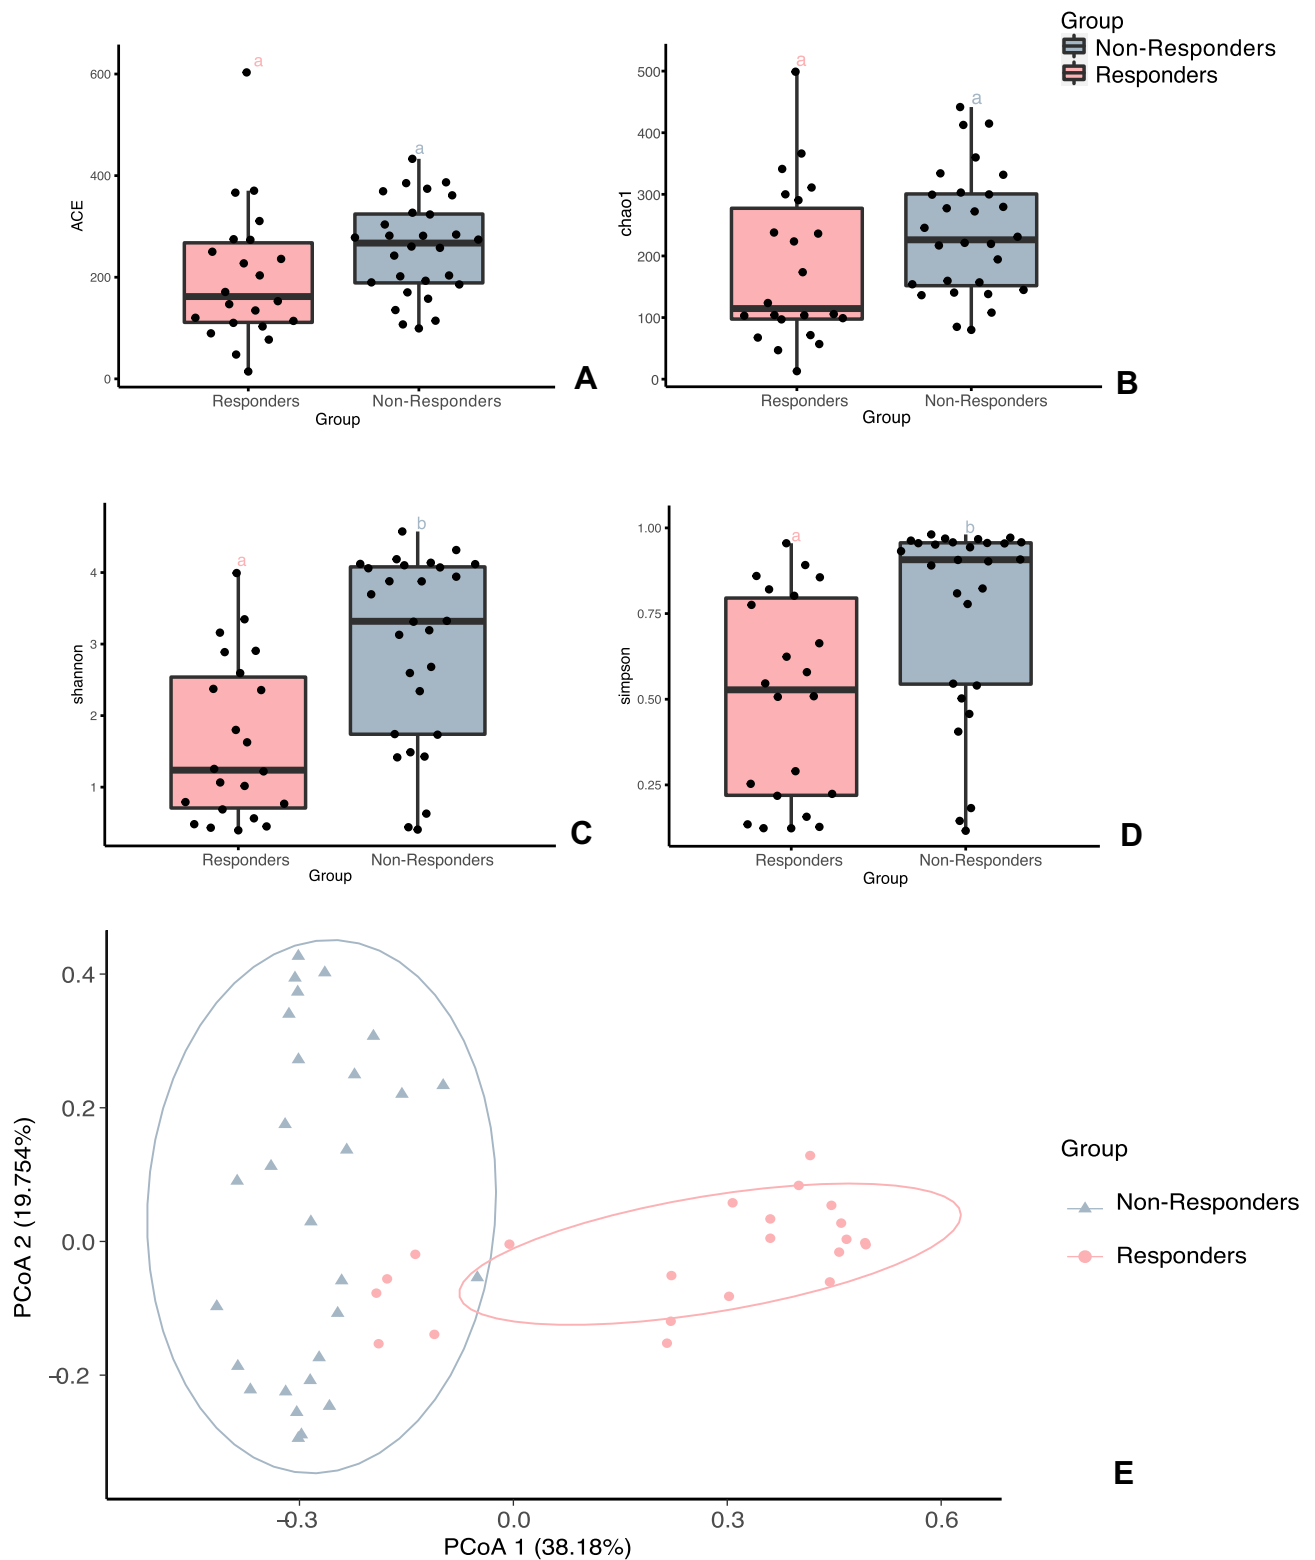 Group
Non-Responders
Responders
a
600
400
200
0
ACE
a
Responders
Non-Responders
Group
A
a
a
500
400
300
200
100
0
chao1
Responders
Non-Responders
Group
B
a
b
4
3
2
1
shannon
Responders
Non-Responders
Group
C
a
b
1.00
0.75
0.50
0.25
simpson
Responders
Non-Responders
Group
D
0.4
0.2
0.0
−0.2
PCoA 2 (19.754%)
−0.3
0.0
0.3
0.6
PCoA 1 (38.18%)
Group
Non-Responders
Responders
E